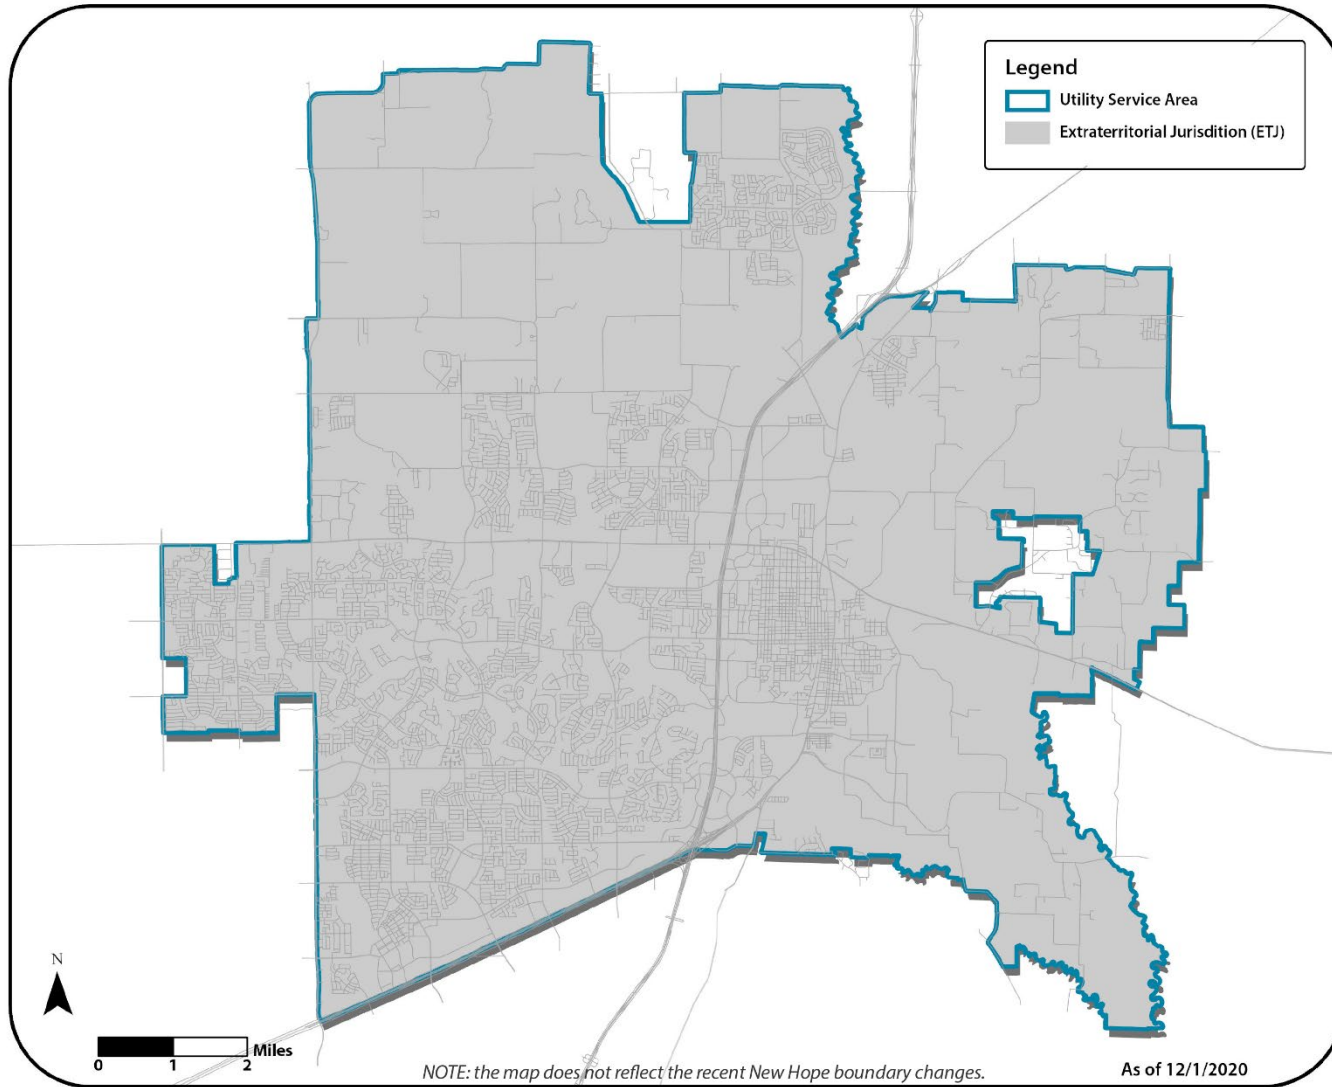 Legend
Utility Service Area
Extraterritorial Jurisdition (ETJ)
N
Miles
0 1 2
NOTE: the map does not reflect the recent New Hope boundary changes.
As of 12/1/2020